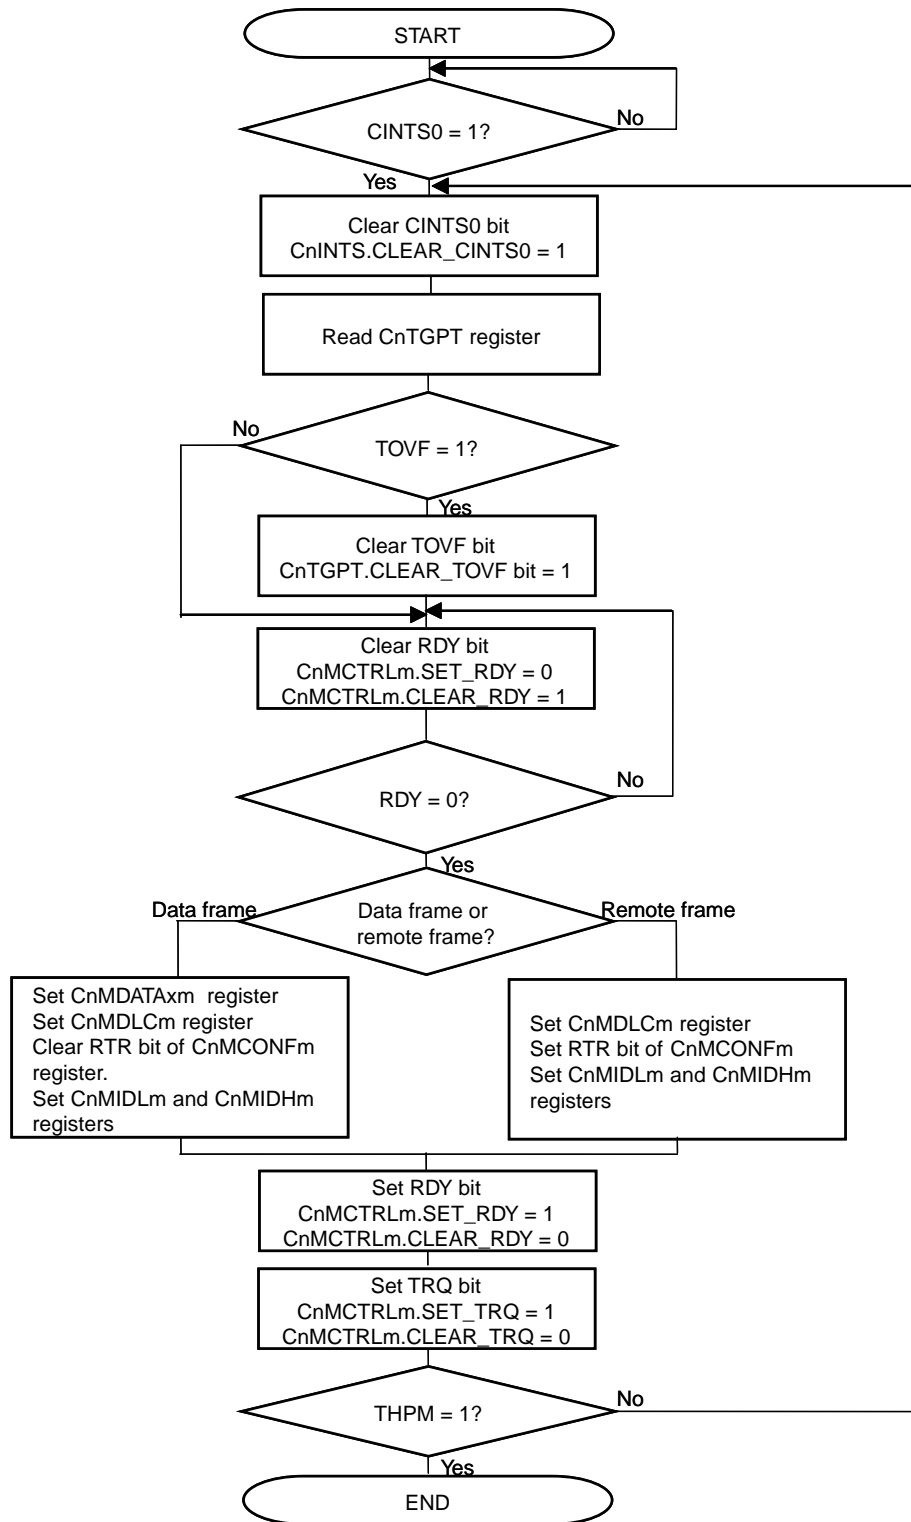 START
CINTS0 = 1?
No
Yes
Clear CINTS0 bit
CnINTS.CLEAR_CINTS0 = 1
Read CnTGPT register
No
TOVF = 1?
Yes
Clear TOVF bit
CnTGPT.CLEAR_TOVF bit = 1
Clear RDY bit
CnMCTRLm.SET_RDY = 0
CnMCTRLm.CLEAR_RDY = 1
RDY = 0?
No
Yes
Data frame
Data frame or
remote frame?
Remote frame
Set CnMDATAxm register
Set CnMDLCm register
Clear RTR bit of CnMCONFm
register.
Set CnMIDLm and CnMIDHm
registers
Set CnMDLCm register
Set RTR bit of CnMCONFm
Set CnMIDLm and CnMIDHm
registers
Set RDY bit
CnMCTRLm.SET_RDY = 1
CnMCTRLm.CLEAR_RDY = 0
Set TRQ bit
CnMCTRLm.SET_TRQ = 1
CnMCTRLm.CLEAR_TRQ = 0
THPM = 1?
No
Yes
END